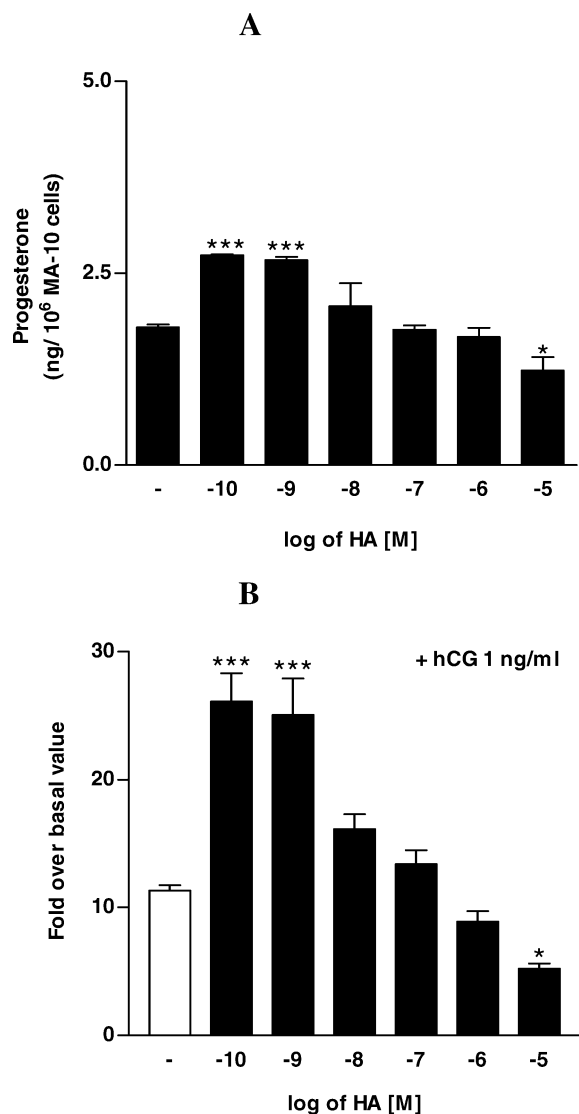 A
5.0
Progesterone
(ng/ 10⁶ MA-10 cells)
2.5
0.0
***
***
*
- -10 -9 -8 -7 -6 -5
log of HA [M]
B
30
*** *** + hCG 1 ng/ml
Fold over basal value
20
10
*
0
- -10 -9 -8 -7 -6 -5
log of HA [M]